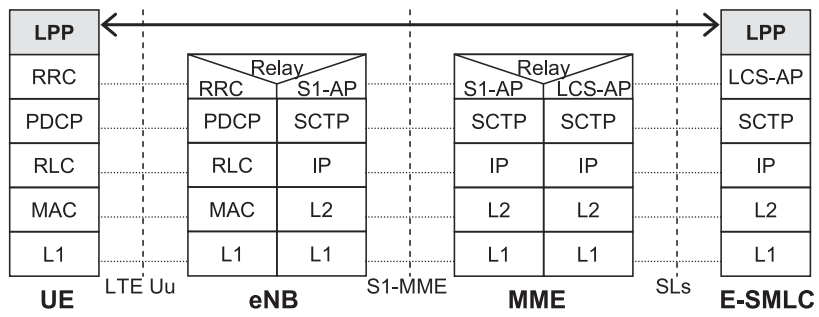 LPP LPP
Relay Relay
RRC RRC S1-AP S1-AP LCS-AP LCS-AP
PDCP PDCP SCTP SCTP SCTP SCTP
RLC RLC IP IP IP IP
MAC MAC L2 L2 L2 L2
L1 L1 L1 L1 L1 L1
LTE Uu S1-MME SLs
UE eNB MME E-SMLC